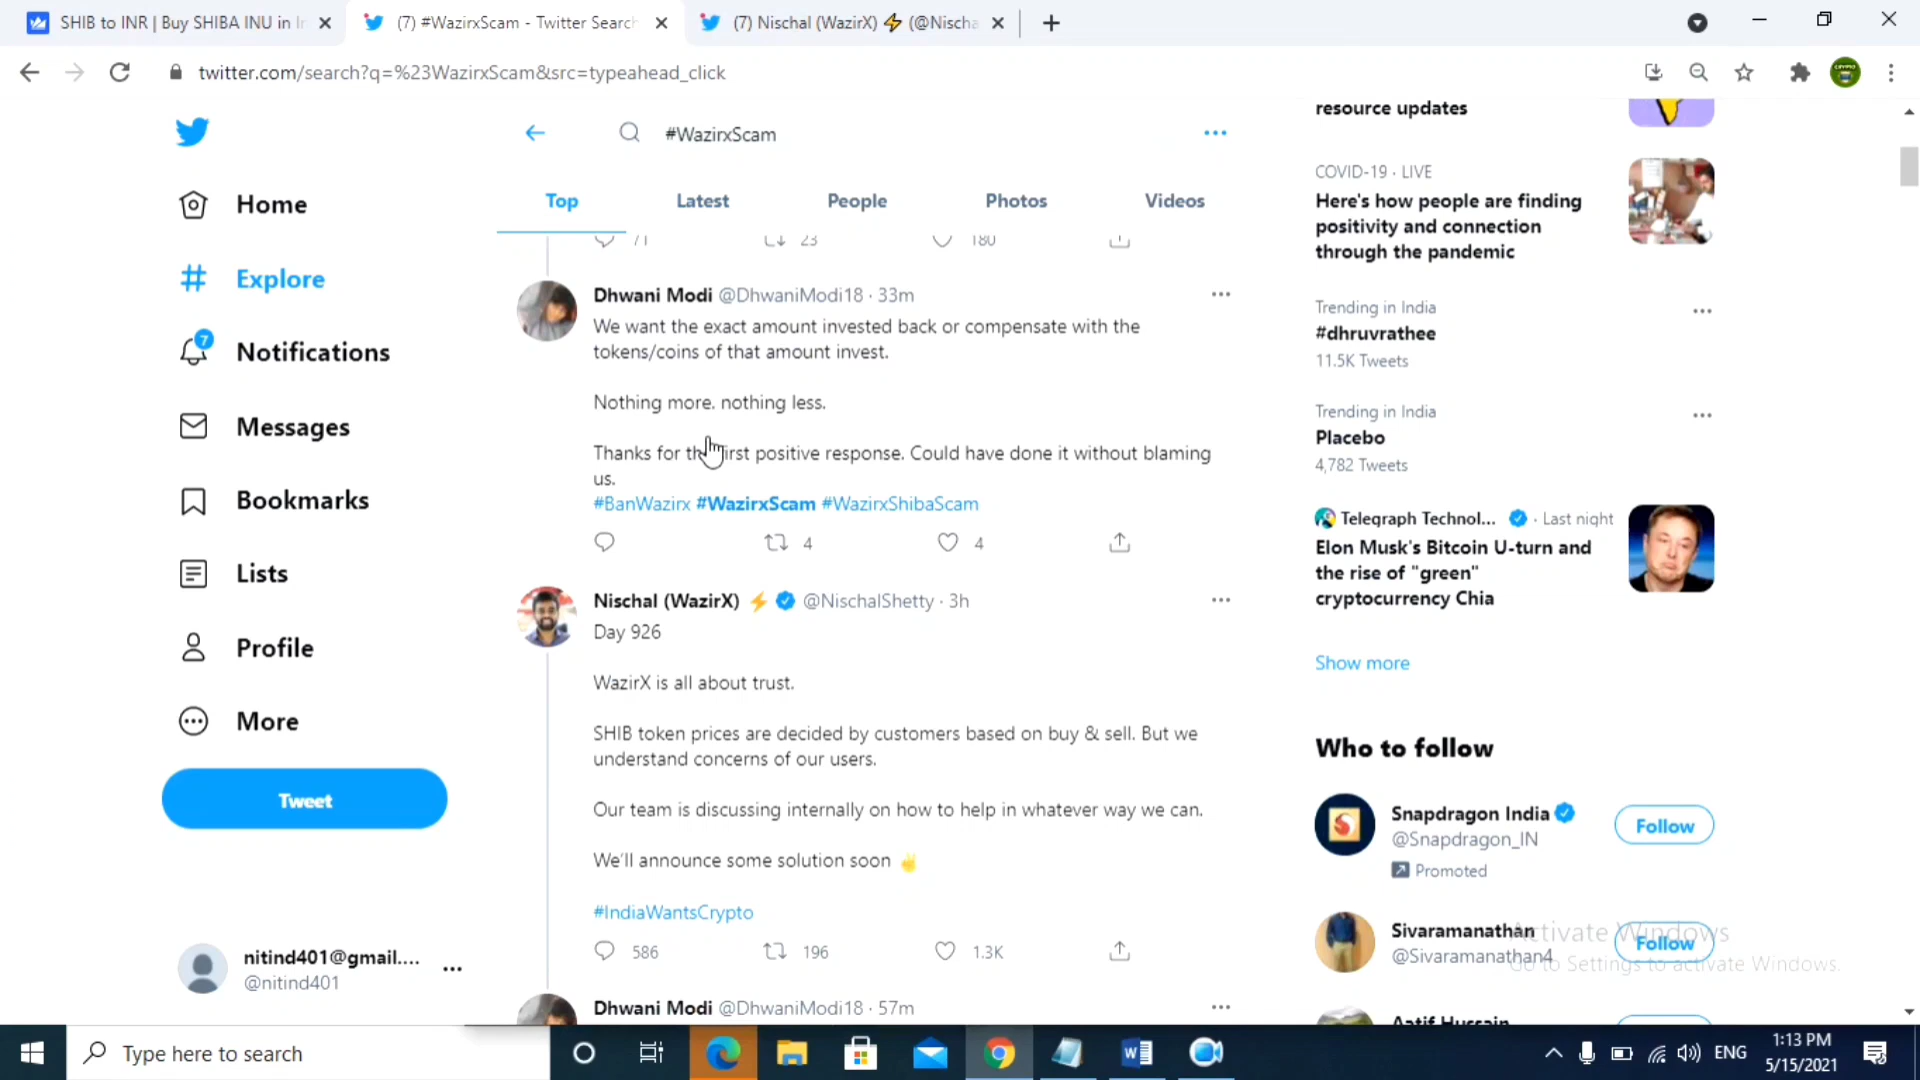 SHIB to INR | Buy SHIBA INU in
(7) #WazirxScam - Twitter Search
(7) Nischal (WazirX) ⚡ (@Nischa
twitter.com/search?q=%23WazirxScam&src=typeahead_click
#WazirxScam
Top
Latest
People
Photos
Videos
Home
Explore
7
Notifications
Messages
Bookmarks
Lists
Profile
More
Tweet
nitind401@gmail....
@nitind401
71 23 180
Dhwani Modi @DhwaniModi18 · 33m
We want the exact amount invested back or compensate with the
tokens/coins of that amount invest.
Nothing more. nothing less.
Thanks for first positive response. Could have done it without blaming
us.
#BanWazirx #WazirxScam #WazirxShibaScam
4 4
Nischal (WazirX) ⚡ @NischalShetty · 3h
Day 926
WazirX is all about trust.
SHIB token prices are decided by customers based on buy & sell. But we
understand concerns of our users.
Our team is discussing internally on how to help in whatever way we can.
We'll announce some solution soon ✌
#IndiaWantsCrypto
586 196 1.3K
Dhwani Modi @DhwaniModi18 · 57m
resource updates
COVID-19 · LIVE
Here's how people are finding
positivity and connection
through the pandemic
Trending in India
#dhruvrathee
11.5K Tweets
Trending in India
Placebo
4,782 Tweets
Telegraph Technol... · Last night
Elon Musk's Bitcoin U-turn and
the rise of "green"
cryptocurrency Chia
Show more
Who to follow
Snapdragon India
@Snapdragon_IN
Promoted
Follow
Sivaramanathan
@Sivaramanathan4
Follow
Aatif Hussain
Activate Windows
Go to Settings to activate Windows.
Type here to search
ENG
1:13 PM
5/15/2021